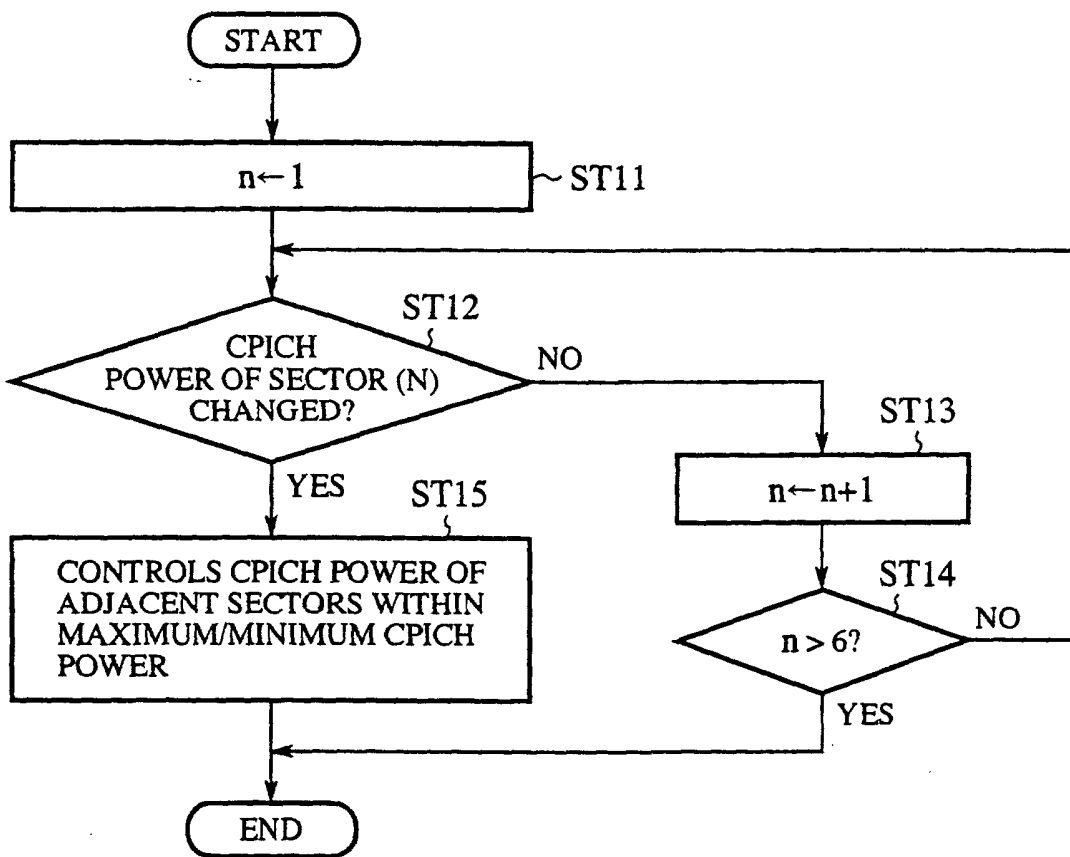 START
n←1
ST11
ST12
CPICH
POWER OF SECTOR (N)
CHANGED?
NO
YES
ST13
n←n+1
ST15
CONTROLS CPICH POWER OF
ADJACENT SECTORS WITHIN
MAXIMUM/MINIMUM CPICH
POWER
ST14
n > 6?
NO
YES
END